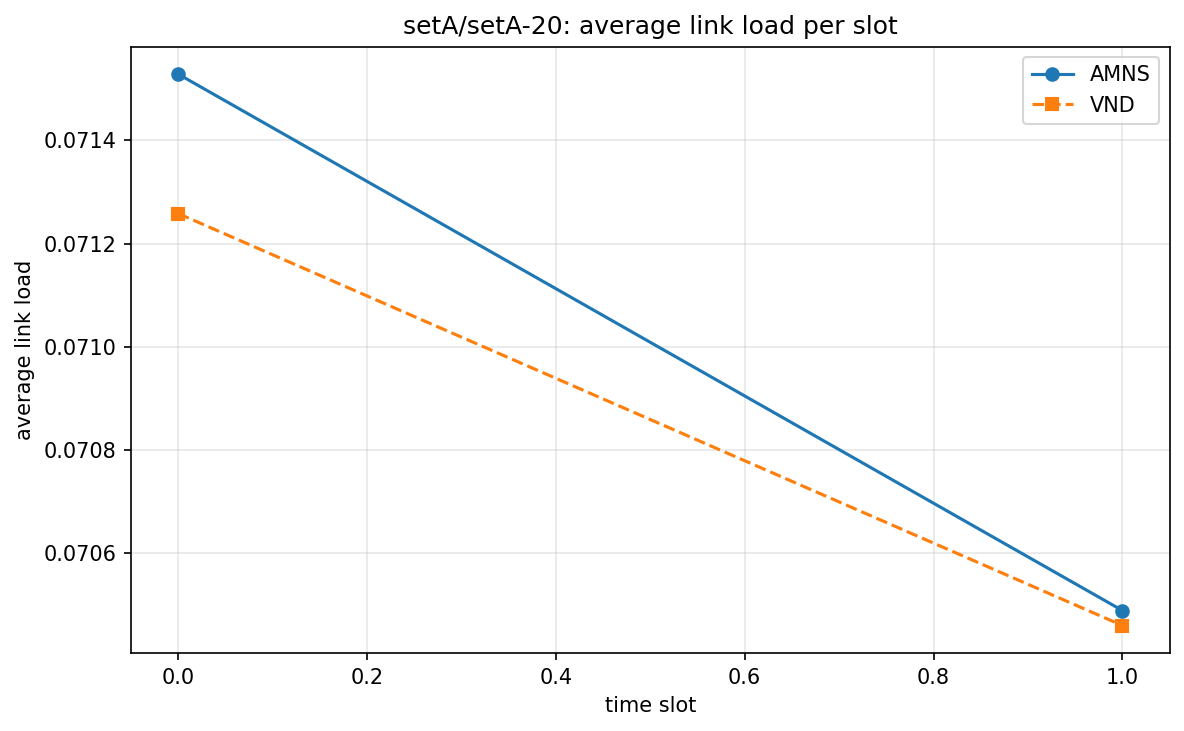 setA/setA-20: average link load per slot
AMNS
VND
average link load
0.0714
0.0712
0.0710
0.0708
0.0706
0.0 0.2 0.4 0.6 0.8 1.0
time slot